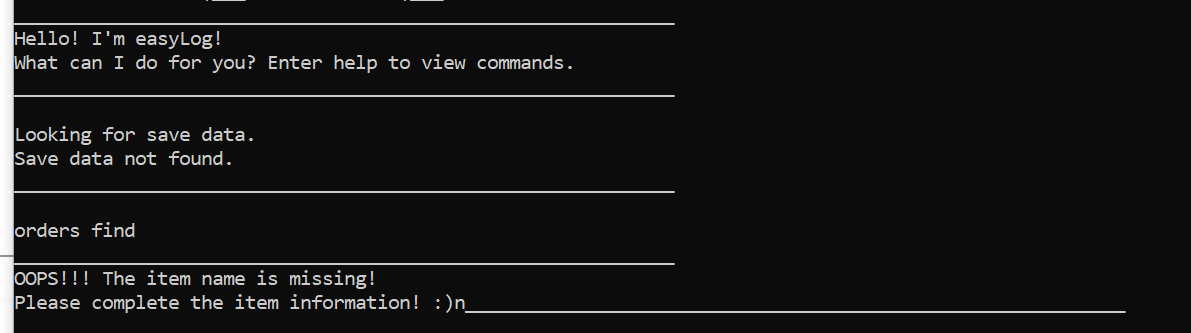 Hello! I'm easyLog!
What can I do for you? Enter help to view commands.
Looking for save data.
Save data not found.
orders find
OOPS!!! The item name is missing!
Please complete the item information! :)n